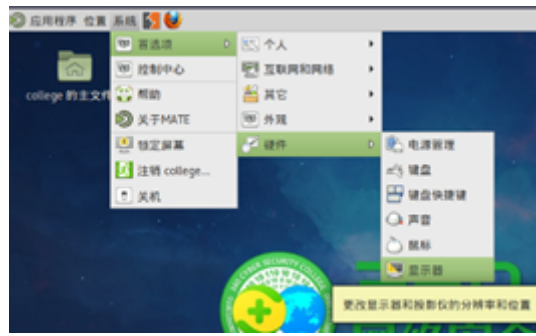 应用程序 位置 系统
首选项
控制中心
帮助
关于MATE
锁定屏幕
注销 college...
关机
个人
互联网和网络
其它
外观
硬件
电源管理
键盘
键盘快捷键
声音
鼠标
显示器
更改显示器和投影仪的分辨率和位置
college 的主文件
CYBER SECURITY COLLEGE